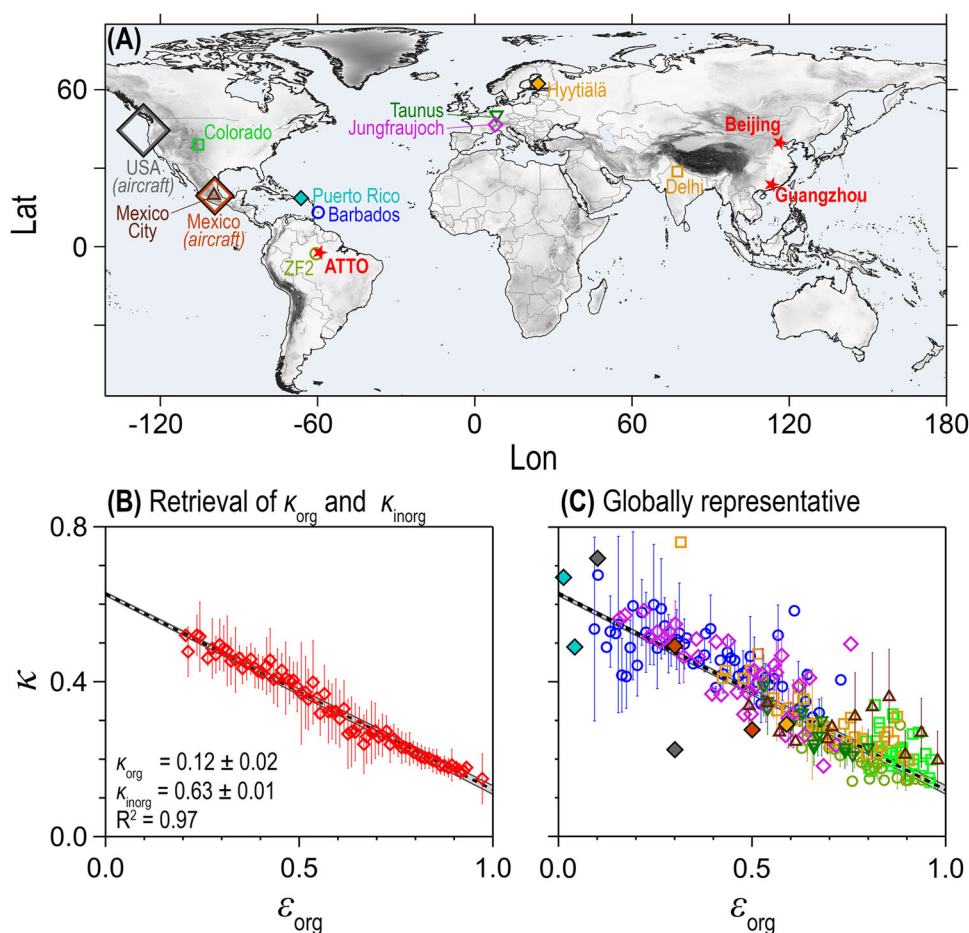 (A)
60
0
Lat
Hyytiälä
Taunus
Jungfraujoch
Colorado
Beijing
USA
(aircraft)
Puerto Rico
Barbados
Delhi
Guangzhou
Mexico
City
Mexico
(aircraft)
ZF2
ATTO
-120
-60
0
60
120
180
Lon
(B) Retrieval of κorg and κinorg
(C) Globally representative
0.8
0.4
0.0
κ
κorg = 0.12 ± 0.02
κinorg = 0.63 ± 0.01
R² = 0.97
0.0
0.5
1.0
εorg
0.0
0.5
1.0
εorg